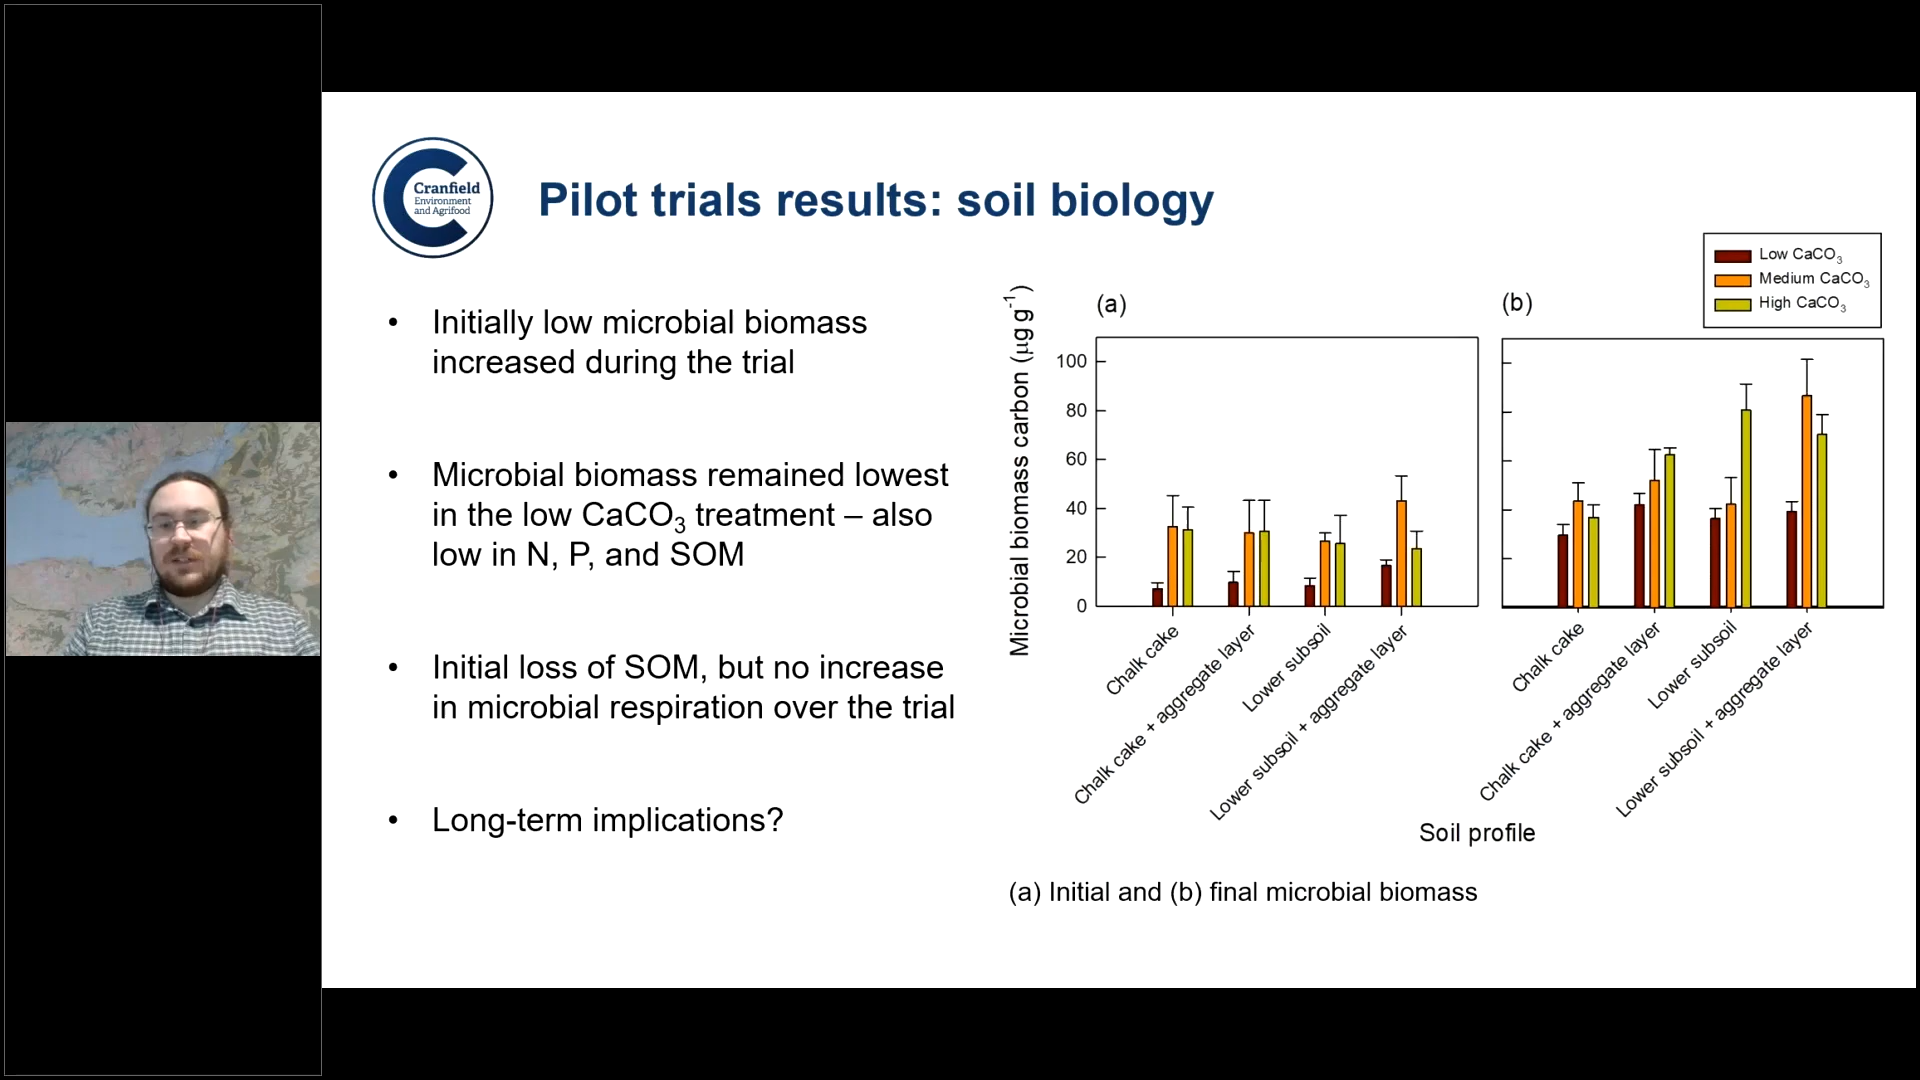 Cranfield
Environment
and Agrifood
Pilot trials results: soil biology
• Initially low microbial biomass
increased during the trial
• Microbial biomass remained lowest
in the low CaCO3 treatment – also
low in N, P, and SOM
• Initial loss of SOM, but no increase
in microbial respiration over the trial
• Long-term implications?
Low CaCO3
Medium CaCO3
High CaCO3
(a)
(b)
Microbial biomass carbon (µg g-1)
100
80
60
40
20
0
Chalk cake
Chalk cake + aggregate layer
Lower subsoil
Lower subsoil + aggregate layer
Chalk cake
Chalk cake + aggregate layer
Lower subsoil
Lower subsoil + aggregate layer
Soil profile
(a) Initial and (b) final microbial biomass